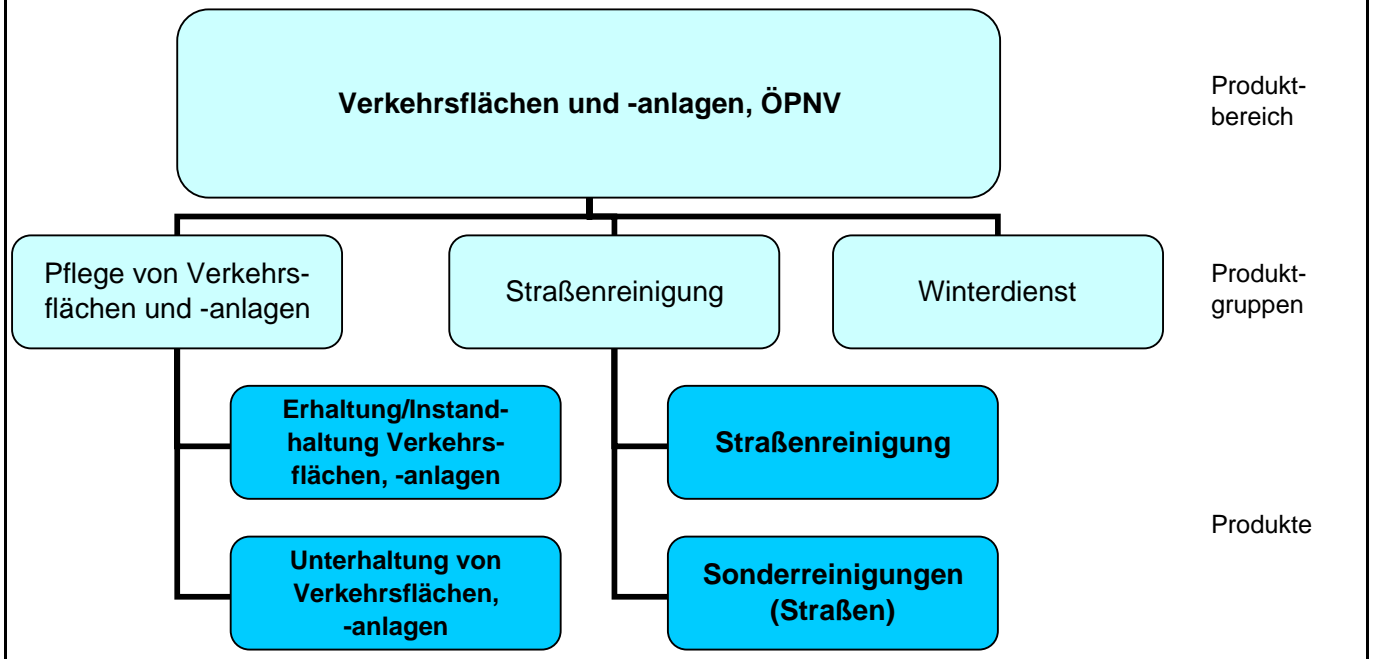 Verkehrsflächen und -anlagen, ÖPNV
Produkt-
bereich
Pflege von Verkehrs-
flächen und -anlagen
Straßenreinigung
Winterdienst
Produkt-
gruppen
Erhaltung/Instand-
haltung Verkehrs-
flächen, -anlagen
Straßenreinigung
Unterhaltung von
Verkehrsflächen,
-anlagen
Sonderreinigungen
(Straßen)
Produkte